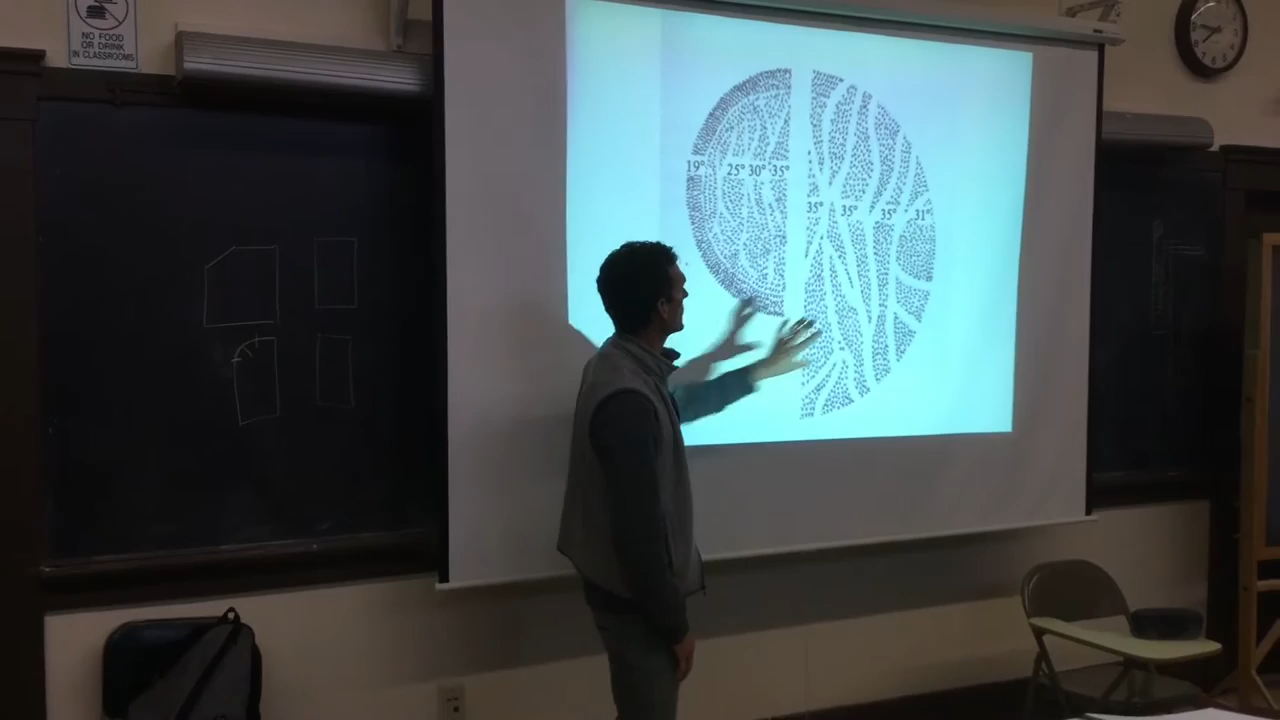 NO FOOD
OR DRINK
IN CLASSROOMS
19° 25° 30° 35°
35° 35° 35° 31°